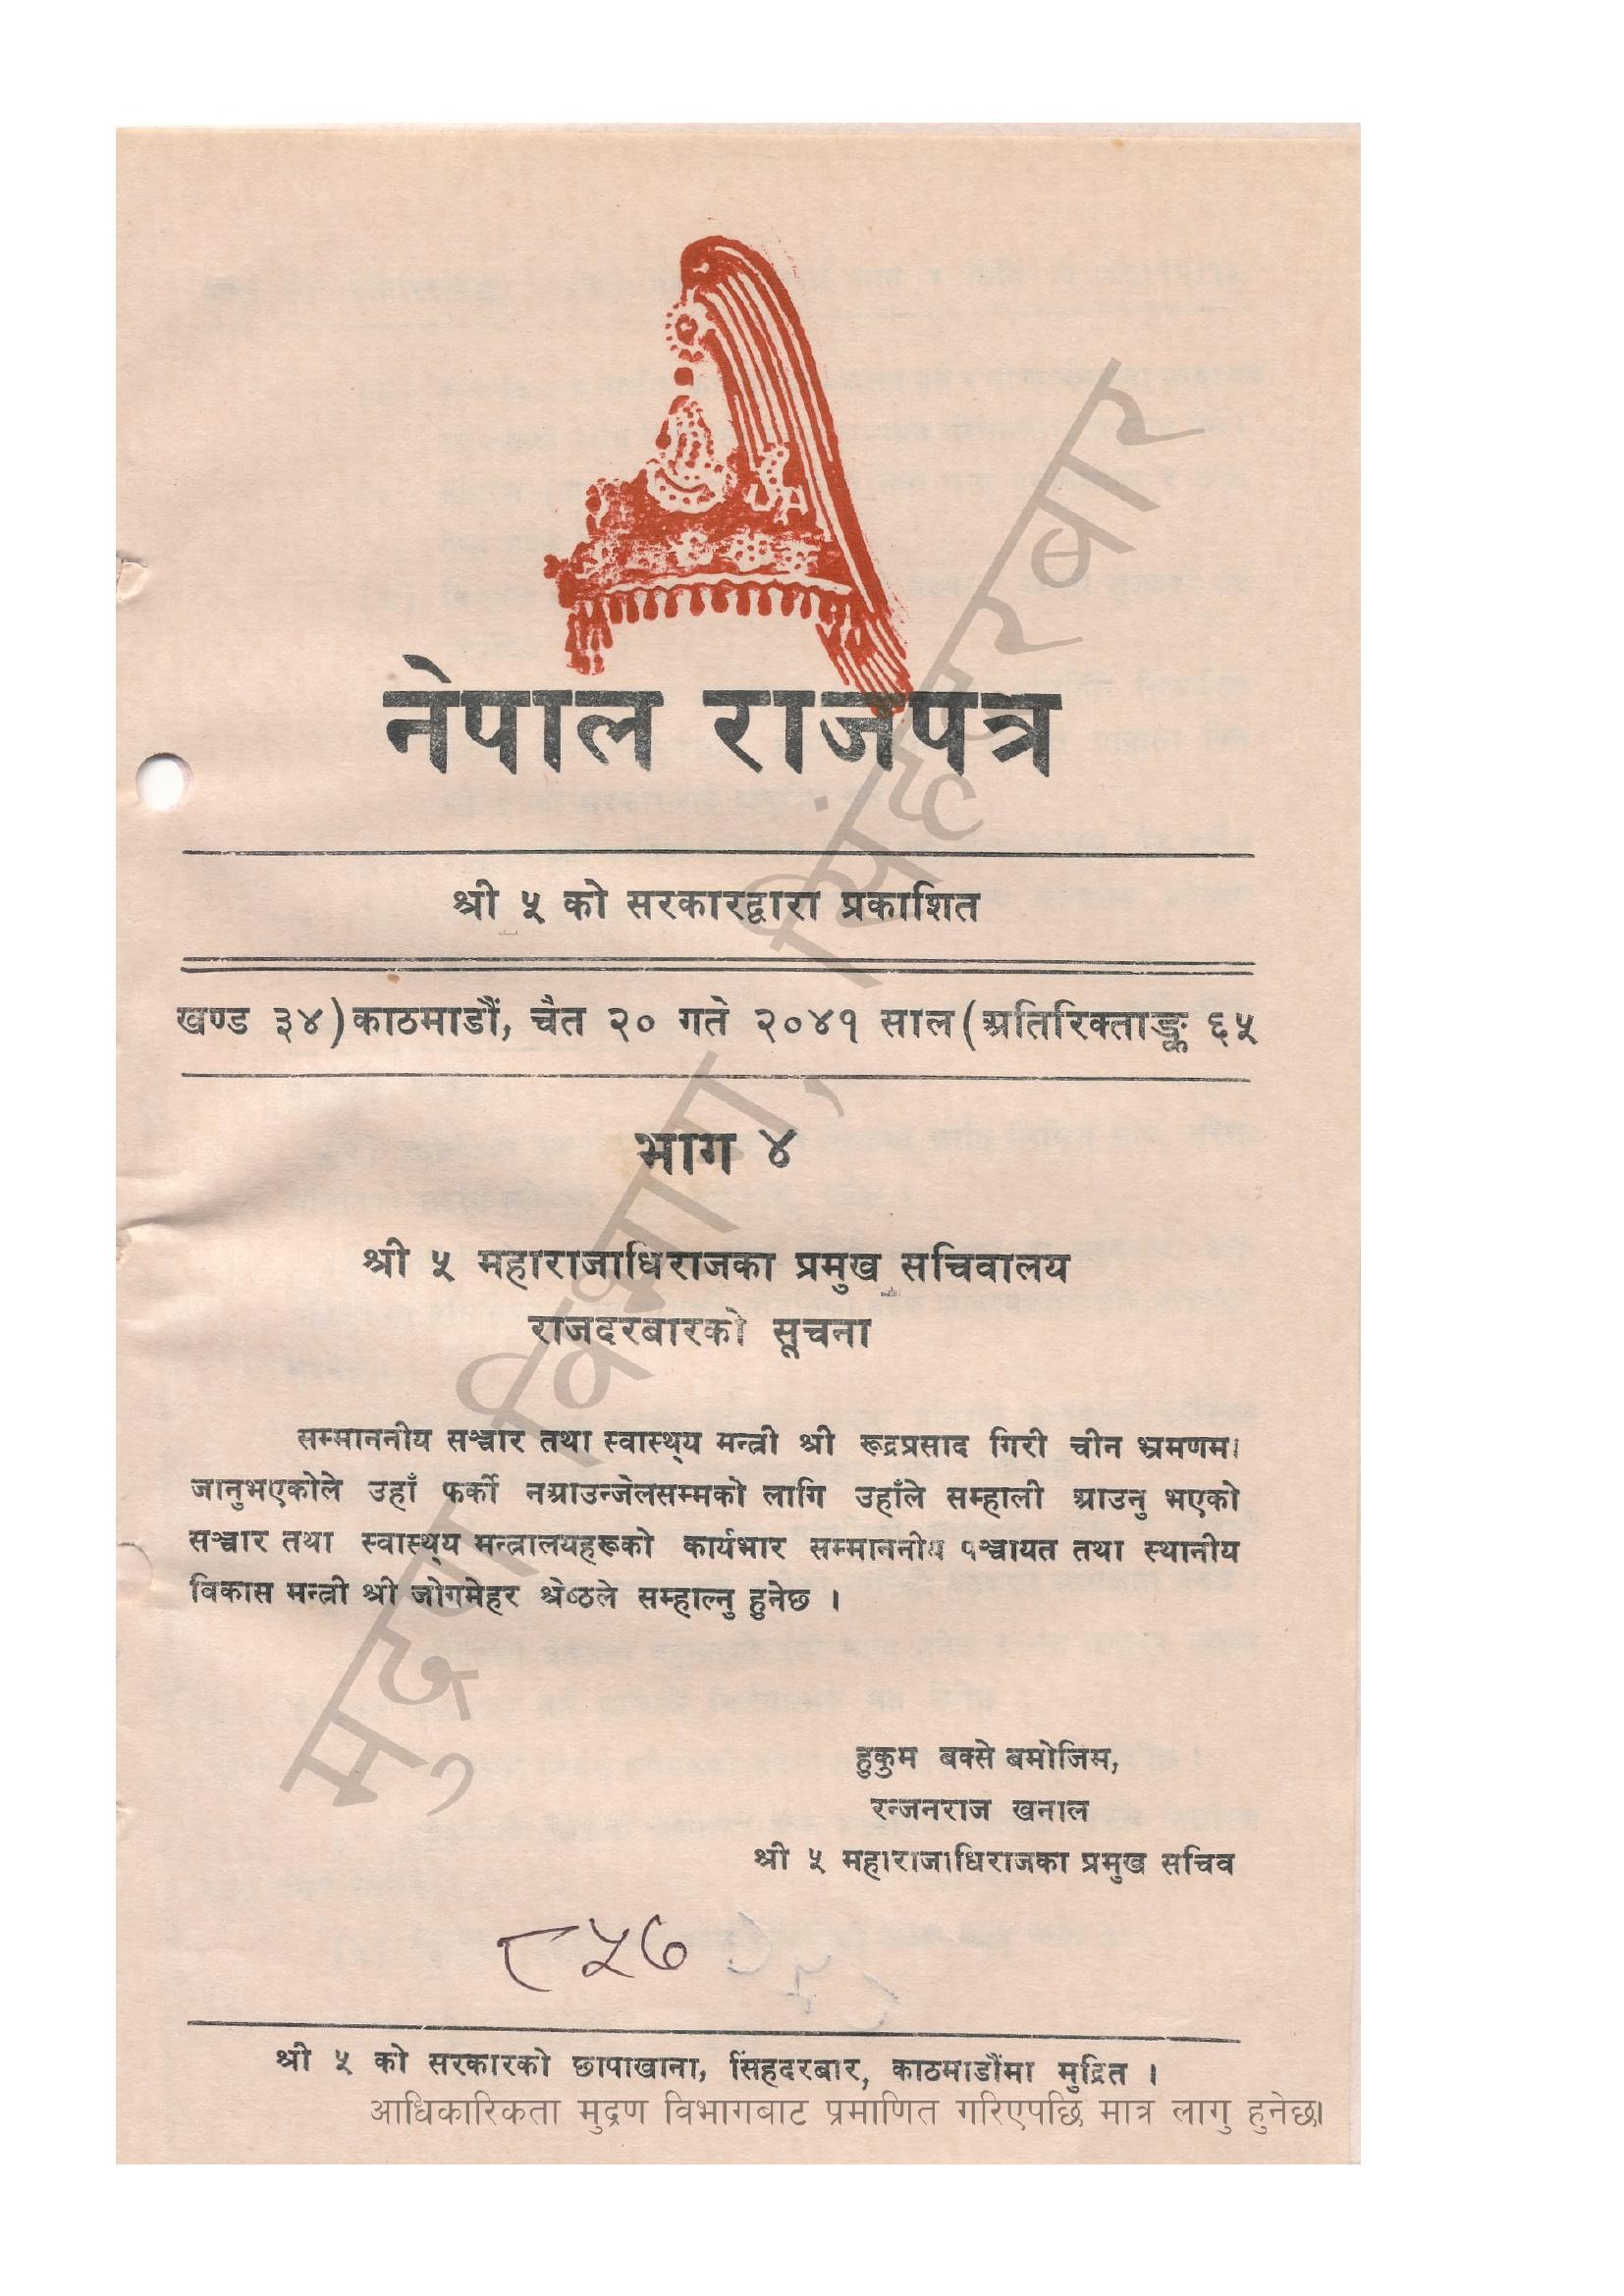 नेपाल राजपत्र
श्री ५ को सरकारद्वारा प्रकाशित
खण्ड ३४) काठमाडौं, चैत २० गते २०४१ साल (अतिरिक्ताङ्क ६५
भाग ४
श्री ५ महाराजाधिराजका प्रमुख सचिवालय
राजदरबारको सूचना
सम्माननीय सञ्चार तथा स्वास्थ्य मन्त्री श्री रूद्रप्रसाद गिरी चीन भ्रमणमा
जानुभएकोले उहाँ फर्की नआउन्जेलसम्मको लागि उहाँले सम्हाली आउनु भएको
सञ्चार तथा स्वास्थ्य मन्त्रालयहरूको कार्यभार सम्माननीय पञ्चायत तथा स्थानीय
विकास मन्त्री श्री जोगमेहर श्रेष्ठले सम्हाल्नु हुनेछ ।
हुकुम बक्से बमोजिम,
रन्जनराज खनाल
श्री ५ महाराजाधिराजका प्रमुख सचिव
८५७
श्री ५ को सरकारको छापाखाना, सिंहदरबार, काठमाडौंमा मुद्रित ।
आधिकारिकता मुद्रण विभागबाट प्रमाणित गरिएपछि मात्र लागु हुनेछ।
मुद्रण विभाग, सिंहदरबार